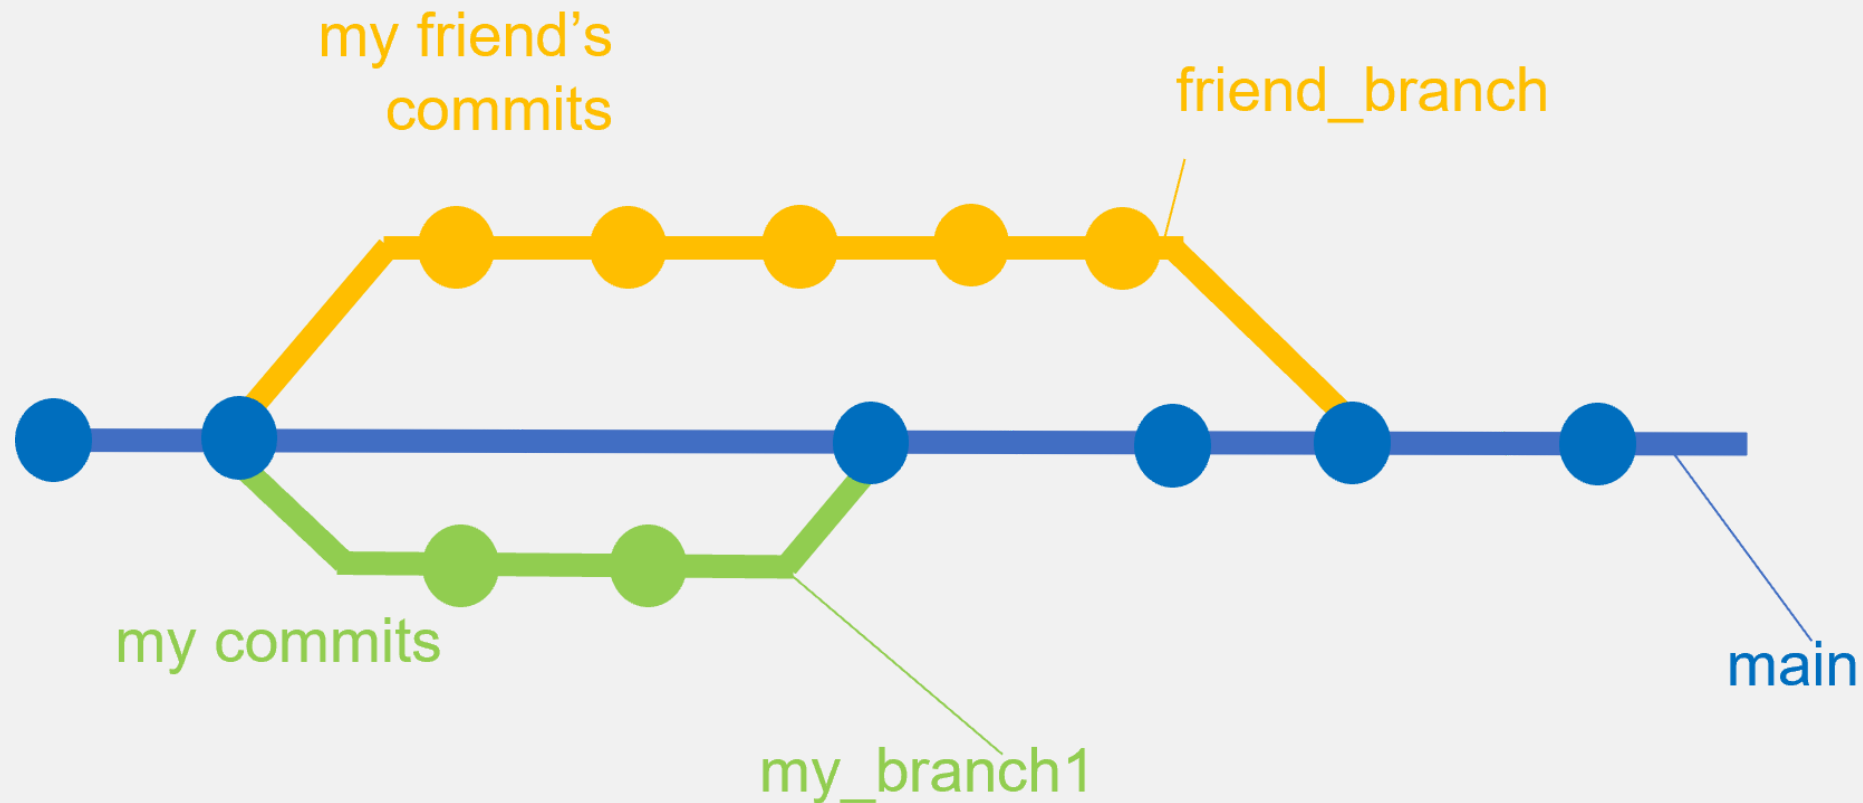 my friend’s
commits
friend_branch
my commits
main
my_branch1